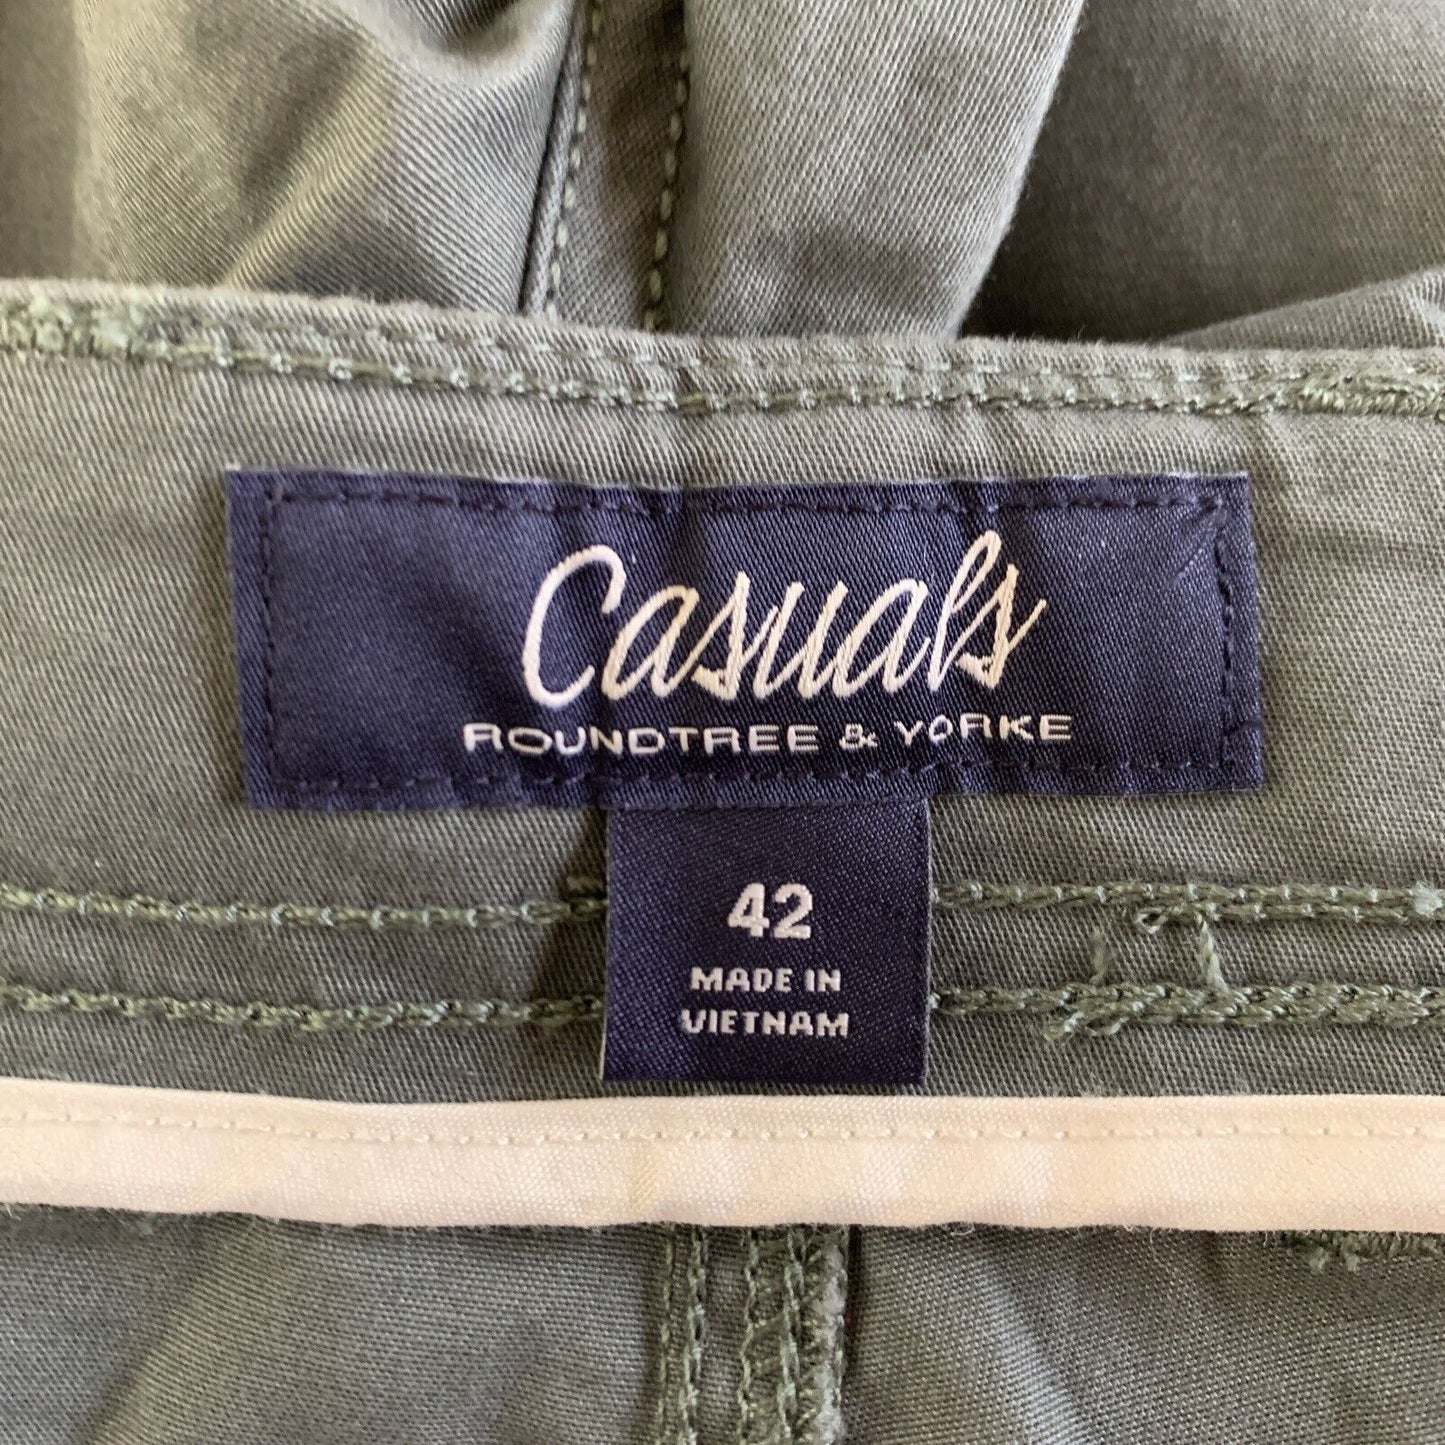 Casuals
ROUNDTREE & YORKE
42
MADE IN
VIETNAM